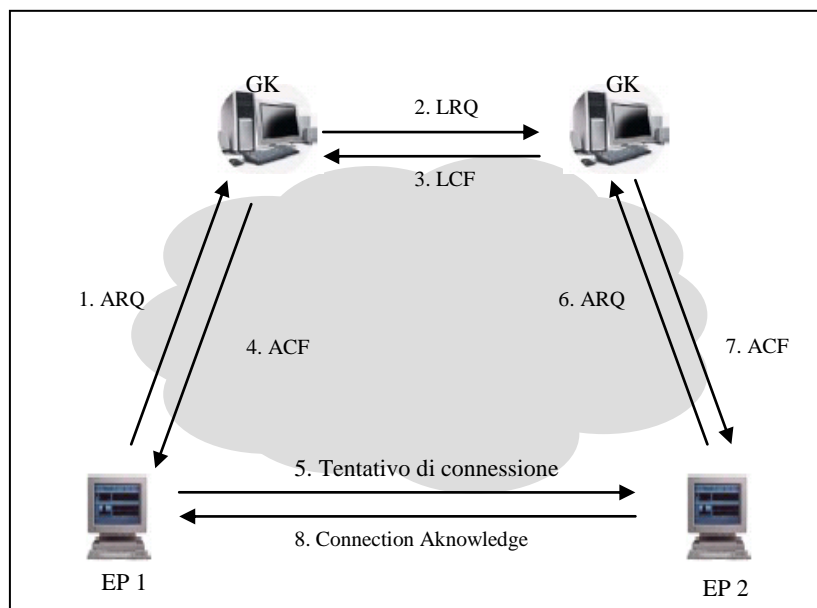 GK
GK
2. LRQ
3. LCF
1. ARQ
6. ARQ
4. ACF
7. ACF
5. Tentativo di connessione
8. Connection Aknowledge
EP 1
EP 2